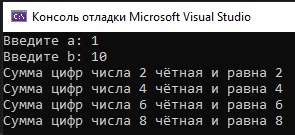 Консоль отладки Microsoft Visual Studio
Введите a: 1
Введите b: 10
Сумма цифр числа 2 чётная и равна 2
Сумма цифр числа 4 чётная и равна 4
Сумма цифр числа 6 чётная и равна 6
Сумма цифр числа 8 чётная и равна 8